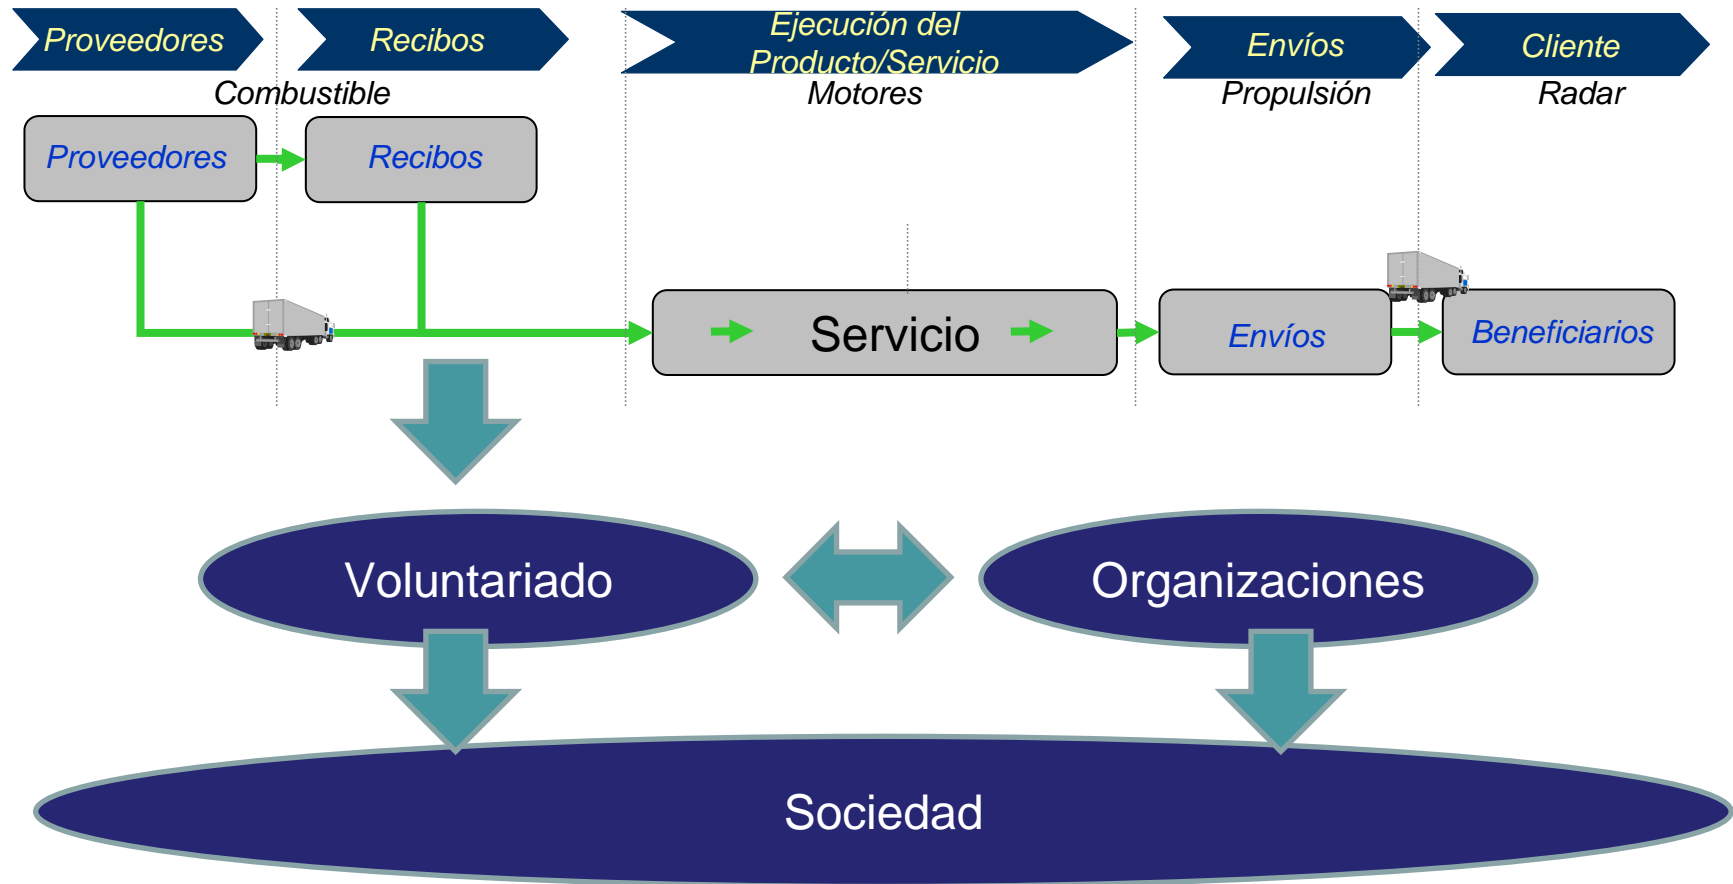 Proveedores
Recibos
Ejecución del
Producto/Servicio
Envíos
Cliente
Combustible
Motores
Propulsión
Radar
Proveedores
Recibos
Servicio
Envíos
Beneficiarios
Voluntariado
Organizaciones
Sociedad